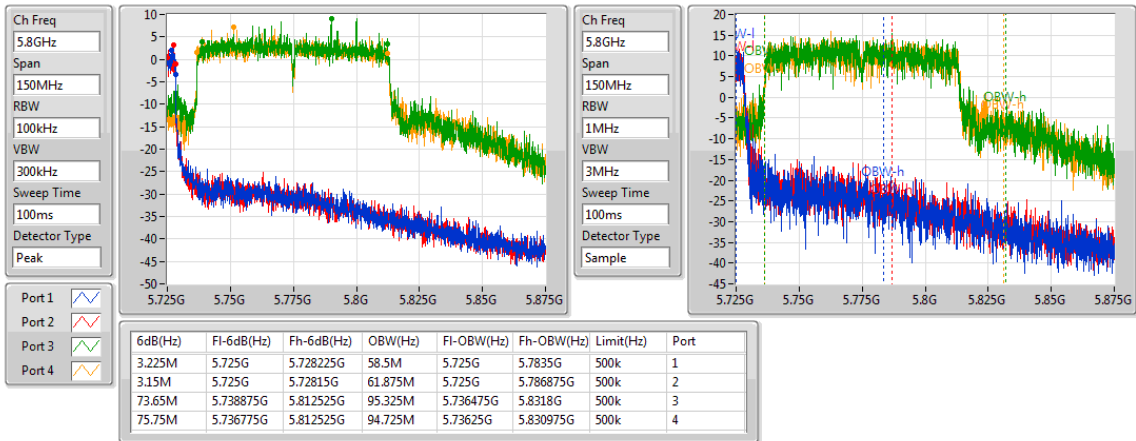 Ch Freq
5.8GHz
Span
150MHz
RBW
100kHz
VBW
300kHz
Sweep Time
100ms
Detector Type
Peak
10
5
0
-5
-10
-15
-20
-25
-30
-35
-40
-45
-50
5.725G 5.75G 5.775G 5.8G 5.825G 5.85G 5.875G
Ch Freq
5.8GHz
Span
150MHz
RBW
1MHz
VBW
3MHz
Sweep Time
100ms
Detector Type
Sample
20
15
10
5
0
-5
-10
-15
-20
-25
-30
-35
-40
-45
OBW-h
OBW-h
5.725G 5.75G 5.775G 5.8G 5.825G 5.85G 5.875G
Port 1
Port 2
Port 3
Port 4
6dB(Hz) Fl-6dB(Hz) Fh-6dB(Hz) OBW(Hz) Fl-OBW(Hz) Fh-OBW(Hz) Limit(Hz) Port
3.225M 5.725G 5.728225G 58.5M 5.725G 5.7835G 500k 1
3.15M 5.725G 5.72815G 61.875M 5.725G 5.786875G 500k 2
73.65M 5.738875G 5.812525G 95.325M 5.736475G 5.8318G 500k 3
75.75M 5.736775G 5.812525G 94.725M 5.73625G 5.830975G 500k 4